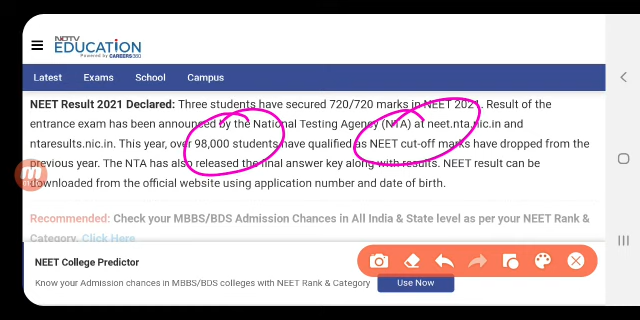 NDTV
EDUCATION
Powered by CAREERS360
Latest Exams School Campus
NEET Result 2021 Declared: Three students have secured 720/720 marks in NEET 2021. Result of the
entrance exam has been announced by the National Testing Agency (NTA) at neet.nta.nic.in and
ntaresults.nic.in. This year, over 98,000 students have qualified as NEET cut-off marks have dropped from the
previous year. The NTA has also released the final answer key along with results. NEET result can be
downloaded from the official website using application number and date of birth.
Recommended: Check your MBBS/BDS Admission Chances in All India & State level as per your NEET Rank &
Category. Click Here
NEET College Predictor
Know your Admission chances in MBBS/BDS colleges with NEET Rank & Category
Use Now